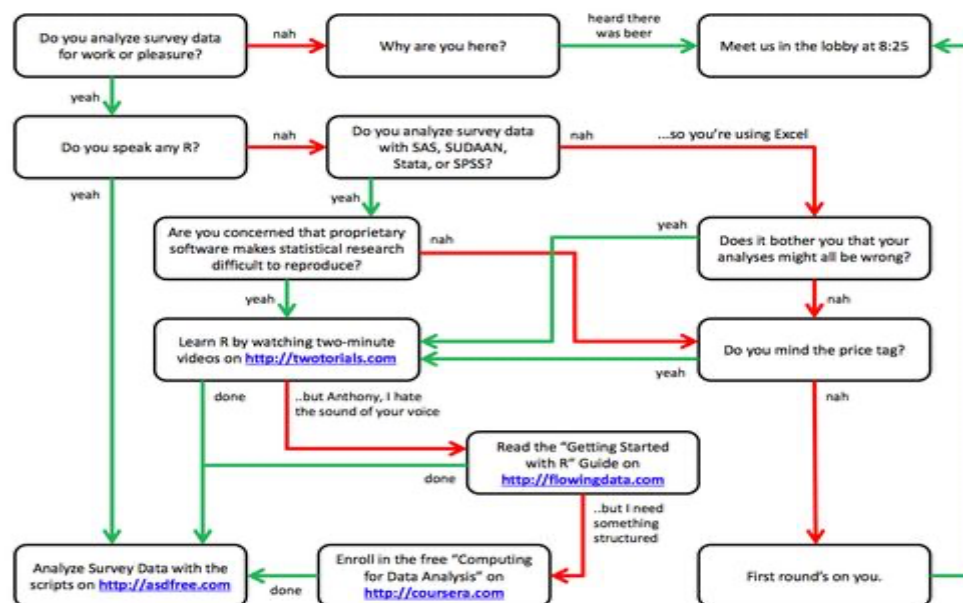 Do you analyze survey data
for work or pleasure?
nah
Why are you here?
heard there
was beer
Meet us in the lobby at 8:25
yeah
Do you speak any R?
nah
Do you analyze survey data
with SAS, SUDAAN,
Stata, or SPSS?
nah
...so you're using Excel
yeah
yeah
Are you concerned that proprietary
software makes statistical research
difficult to reproduce?
nah
yeah
Does it bother you that your
analyses might all be wrong?
yeah
nah
Learn R by watching two-minute
videos on http://twotorials.com
Do you mind the price tag?
yeah
done
..but Anthony, I hate
the sound of your voice
nah
Read the "Getting Started
with R" Guide on
http://flowingdata.com
done
..but I need
something
structured
Analyze Survey Data with the
scripts on http://asdfree.com
done
Enroll in the free "Computing
for Data Analysis" on
http://coursera.com
First round's on you.